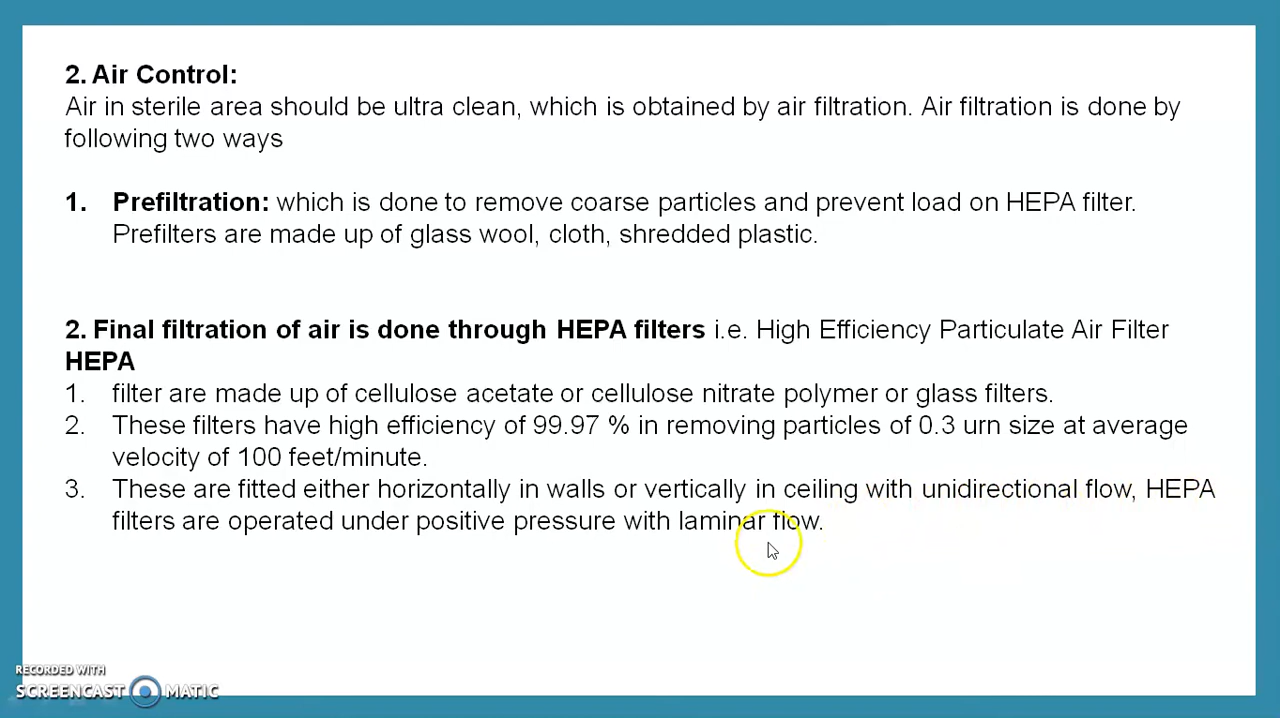 2. Air Control:
Air in sterile area should be ultra clean, which is obtained by air filtration. Air filtration is done by
following two ways
1. Prefiltration: which is done to remove coarse particles and prevent load on HEPA filter.
Prefilters are made up of glass wool, cloth, shredded plastic.
2. Final filtration of air is done through HEPA filters i.e. High Efficiency Particulate Air Filter
HEPA
1. filter are made up of cellulose acetate or cellulose nitrate polymer or glass filters.
2. These filters have high efficiency of 99.97 % in removing particles of 0.3 urn size at average
velocity of 100 feet/minute.
3. These are fitted either horizontally in walls or vertically in ceiling with unidirectional flow, HEPA
filters are operated under positive pressure with laminar flow.
RECORDED WITH
SCREENCAST MATIC